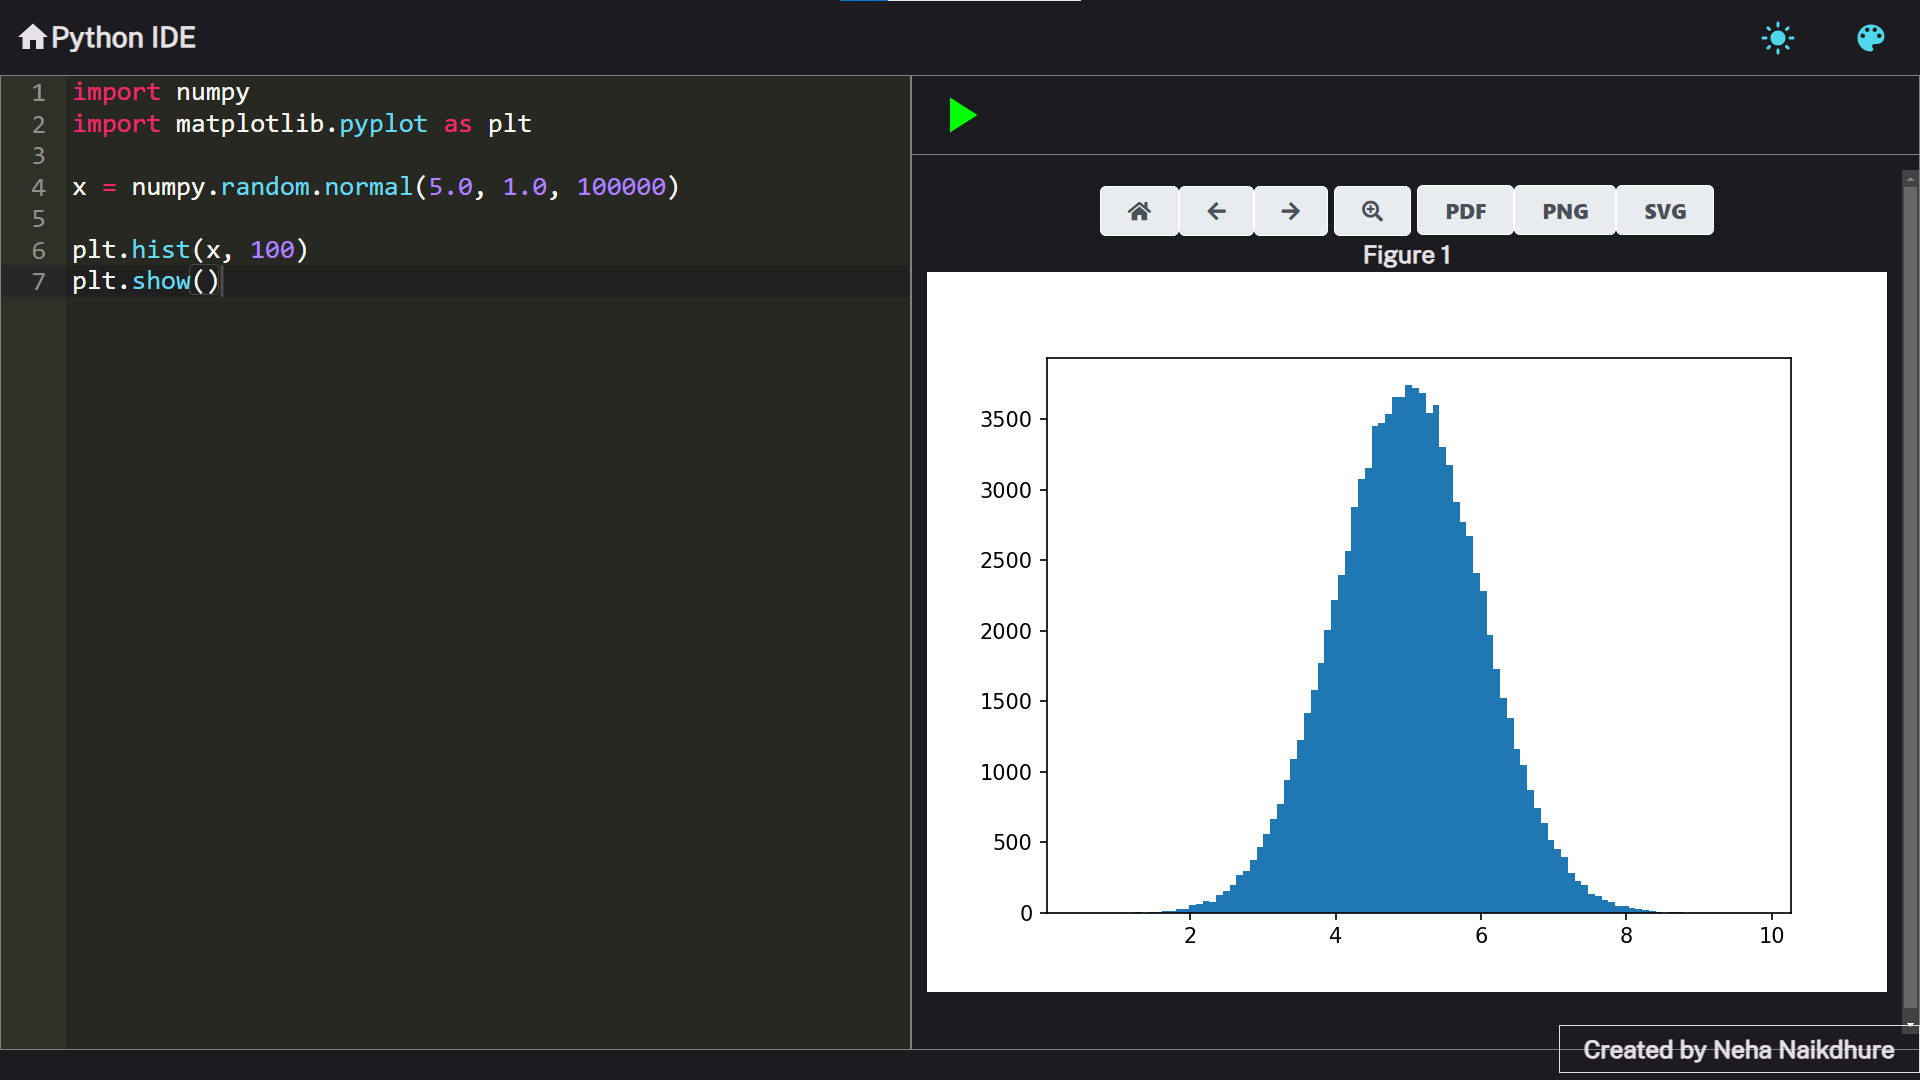 Python IDE
1 import numpy
2 import matplotlib.pyplot as plt
3
4 x = numpy.random.normal(5.0, 1.0, 100000)
5
6 plt.hist(x, 100)
7 plt.show()
PDF PNG SVG
Figure 1
3500
3000
2500
2000
1500
1000
500
0
2 4 6 8 10
Created by Neha Naikdhure